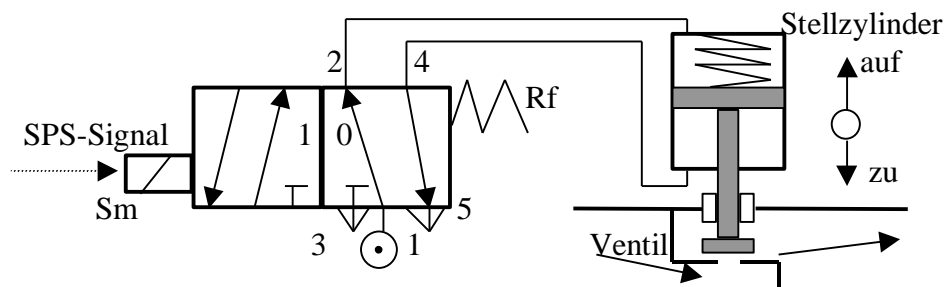 Stellzylinder
auf
zu
2 4
Rf
SPS-Signal
1 0
Sm
3 1 5
Ventil